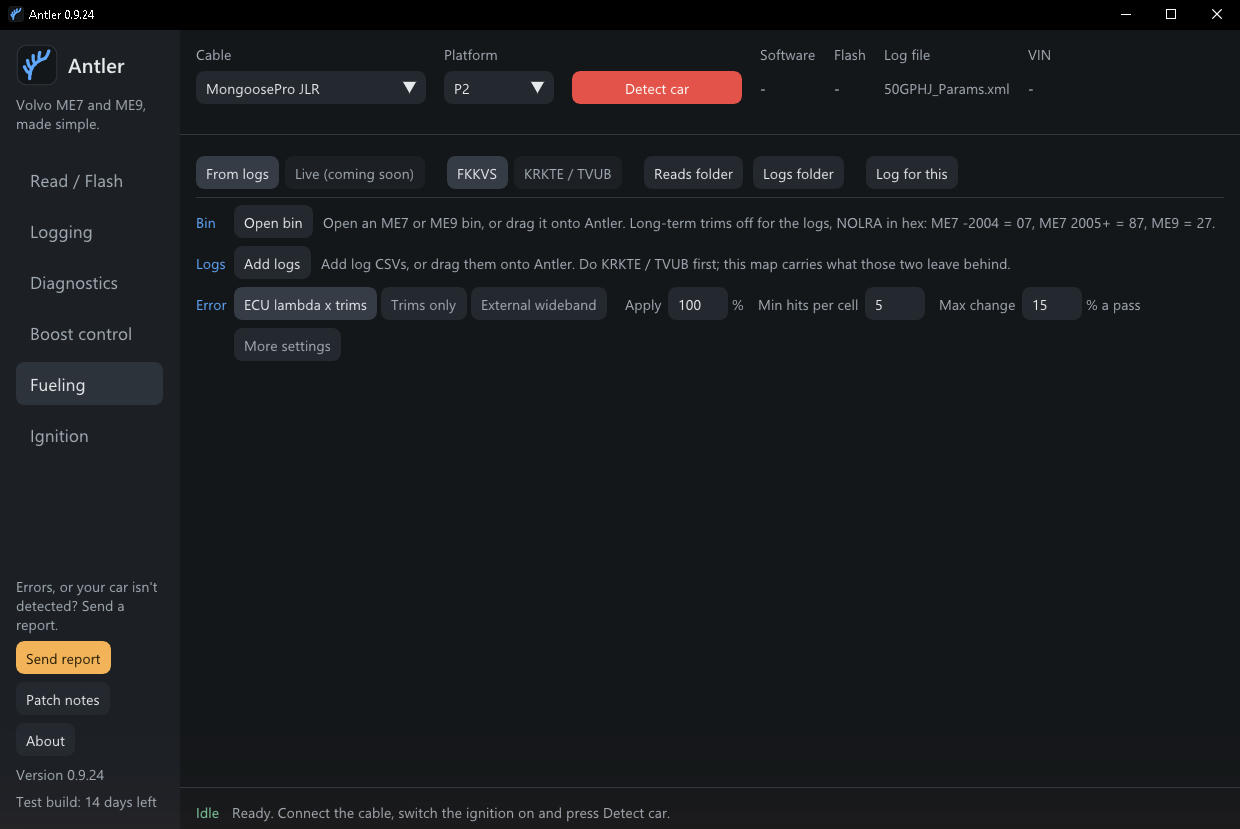 Antler 0.9.24
Antler
Volvo ME7 and ME9,
made simple.
Read / Flash
Logging
Diagnostics
Boost control
Fueling
Ignition
Errors, or your car isn't
detected? Send a
report.
Send report
Patch notes
About
Version 0.9.24
Test build: 14 days left
Cable Platform Software Flash Log file VIN
MongoosePro JLR P2 Detect car - - 50GPHJ_Params.xml -
From logs Live (coming soon) FKKVS KRKTE / TVUB Reads folder Logs folder Log for this
Bin Open bin Open an ME7 or ME9 bin, or drag it onto Antler. Long-term trims off for the logs, NOLRA in hex: ME7 -2004 = 07, ME7 2005+ = 87, ME9 = 27.
Logs Add logs Add log CSVs, or drag them onto Antler. Do KRKTE / TVUB first; this map carries what those two leave behind.
Error ECU lambda x trims Trims only External wideband Apply 100 % Min hits per cell 5 Max change 15 % a pass
More settings
Idle Ready. Connect the cable, switch the ignition on and press Detect car.